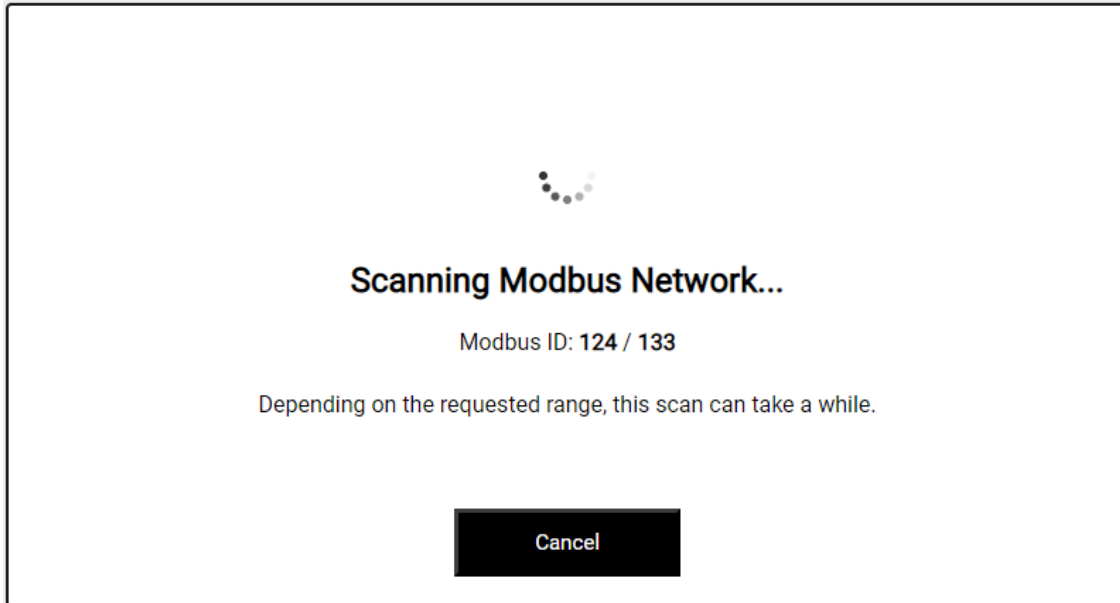 Scanning Modbus Network...
Modbus ID: 124 / 133
Depending on the requested range, this scan can take a while.
Cancel